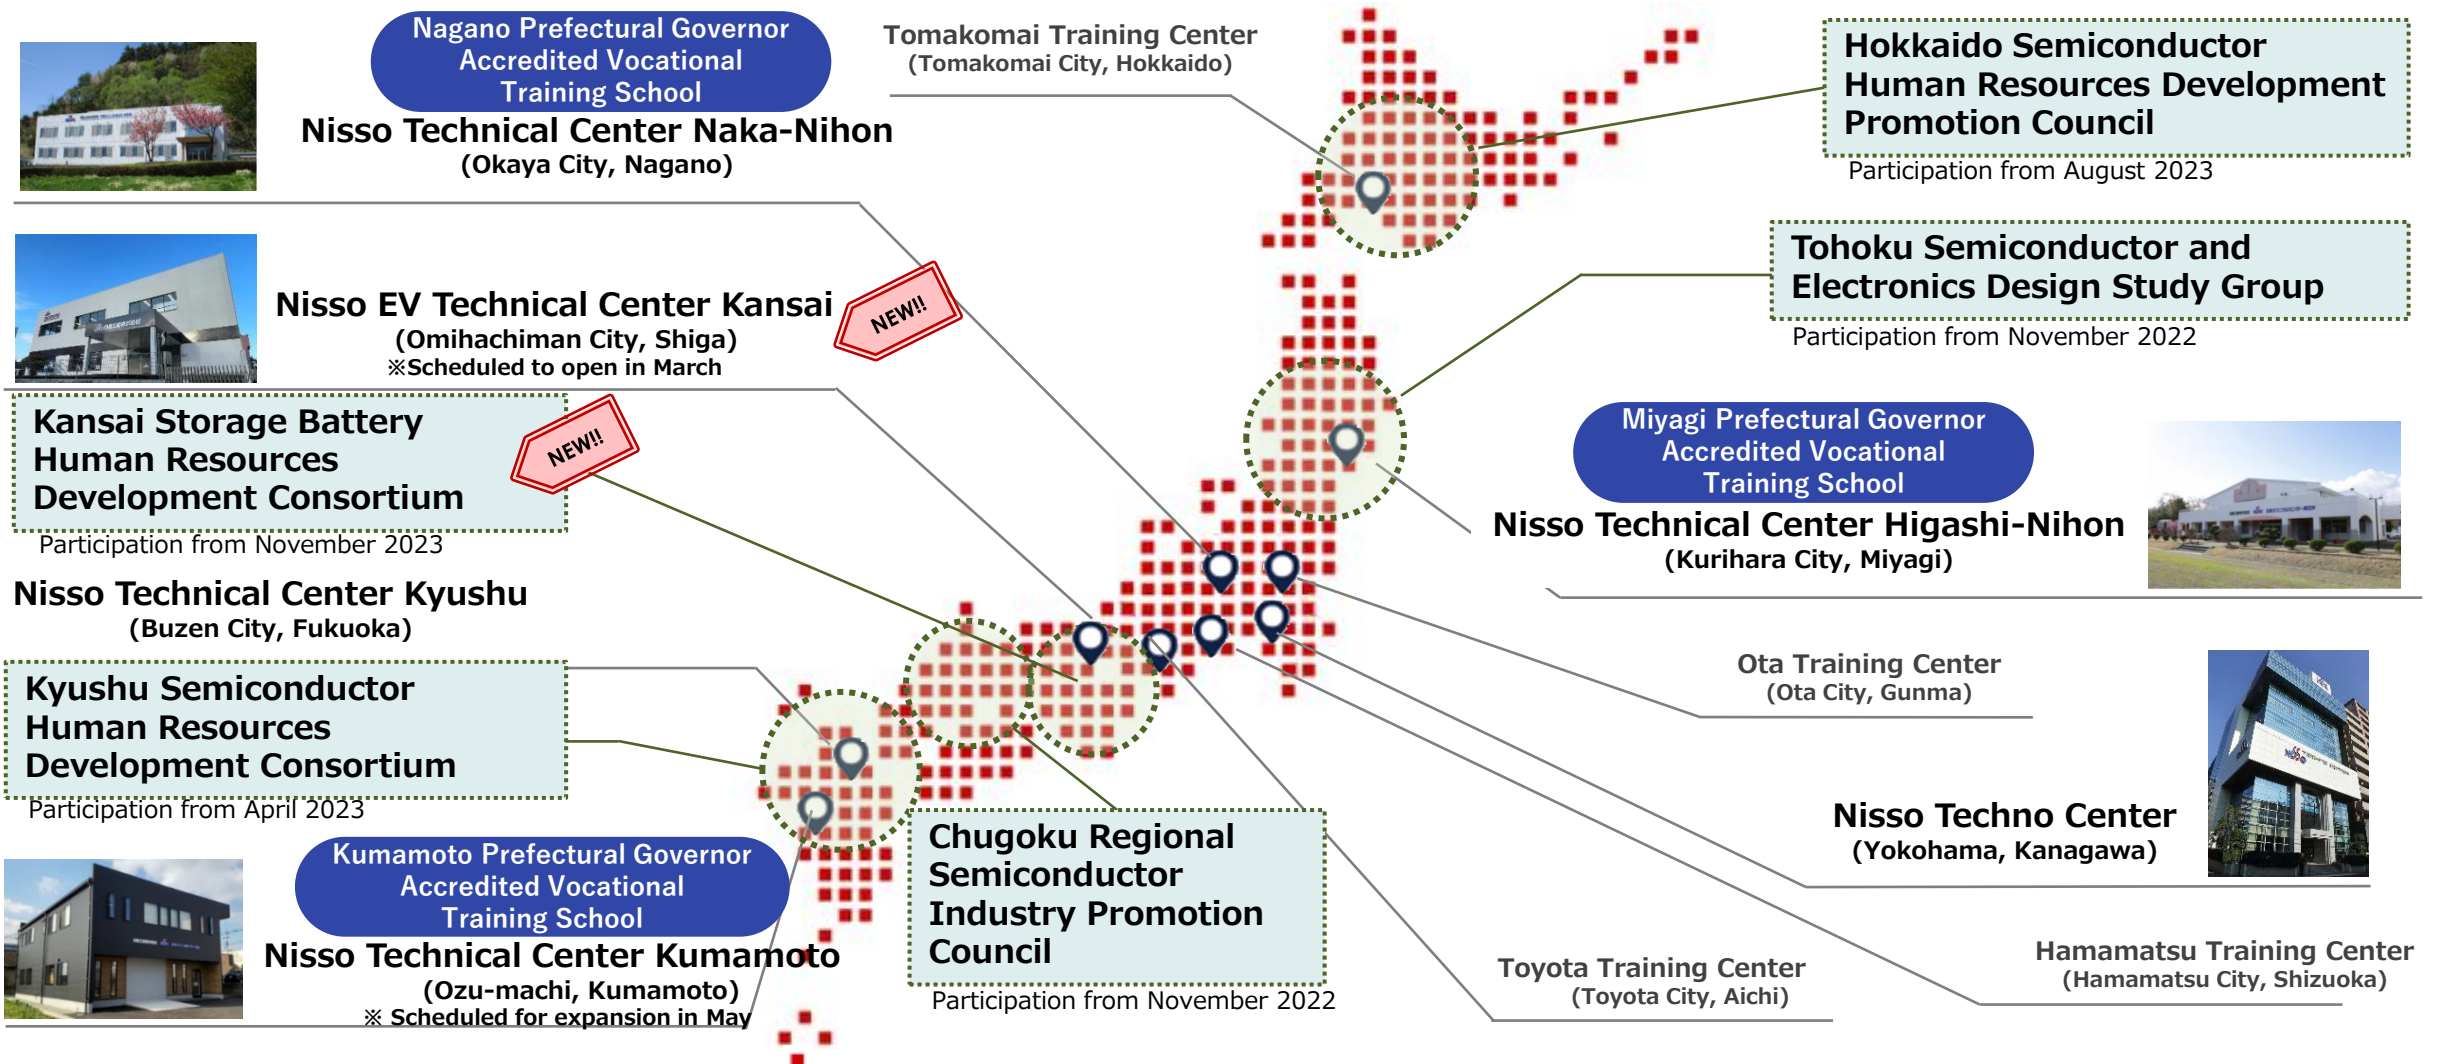 Nagano Prefectural Governor
Accredited Vocational
Training School
Nisso Technical Center Naka-Nihon
(Okaya City, Nagano)
Tomakomai Training Center
(Tomakomai City, Hokkaido)
Hokkaido Semiconductor
Human Resources Development
Promotion Council
Participation from August 2023
Nisso EV Technical Center Kansai
(Omihachiman City, Shiga)
※Scheduled to open in March
NEW!!
Tohoku Semiconductor and
Electronics Design Study Group
Participation from November 2022
Kansai Storage Battery
Human Resources
Development Consortium
NEW!!
Participation from November 2023
Miyagi Prefectural Governor
Accredited Vocational
Training School
Nisso Technical Center Higashi-Nihon
(Kurihara City, Miyagi)
Nisso Technical Center Kyushu
(Buzen City, Fukuoka)
Kyushu Semiconductor
Human Resources
Development Consortium
Participation from April 2023
Ota Training Center
(Ota City, Gunma)
Nisso Techno Center
(Yokohama, Kanagawa)
Kumamoto Prefectural Governor
Accredited Vocational
Training School
Nisso Technical Center Kumamoto
(Ozu-machi, Kumamoto)
※ Scheduled for expansion in May
Chugoku Regional
Semiconductor
Industry Promotion
Council
Participation from November 2022
Toyota Training Center
(Toyota City, Aichi)
Hamamatsu Training Center
(Hamamatsu City, Shizuoka)